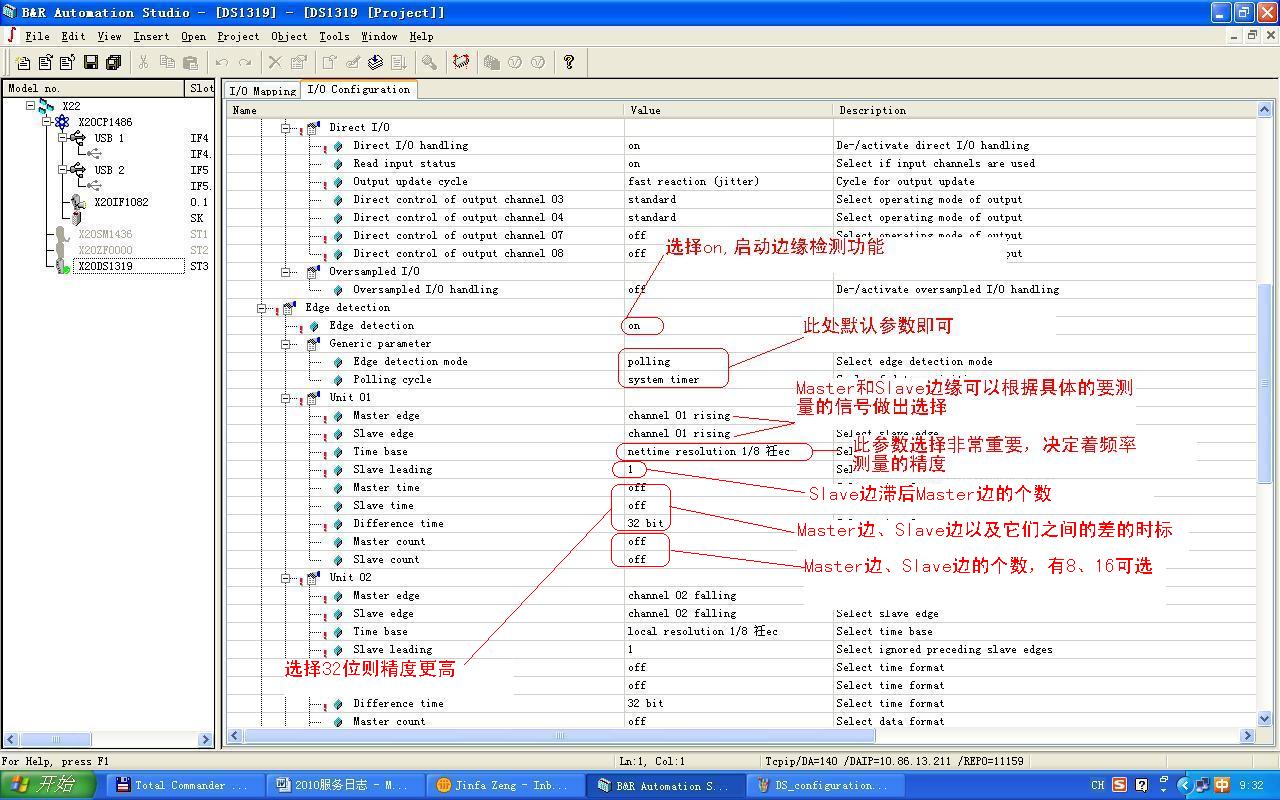 B&R Automation Studio - [DS1319] - [DS1319 [Project]]
File Edit View Insert Open Project Object Tools Window Help
Model no. Slot
X22
X20CP1486
USB 1 IF4
IF4.
USB 2 IF5
IF5.
X20IF1082 0.1
SK
X20SM1436 ST1
X20ZF0000 ST2
X20DS1319 ST3
I/O Mapping I/O Configuration
Name Value Description
Direct I/O
Direct I/O handling on De-/activate direct I/O handling
Read input status on Select if input channels are used
Output update cycle fast reaction (jitter) Cycle for output update
Direct control of output channel 03 standard Select operating mode of output
Direct control of output channel 04 standard Select operating mode of output
Direct control of output channel 07 off Select operating mode of output
选择on,启动边缘检测功能
Direct control of output channel 08 off put
Oversampled I/O
Oversampled I/O handling off De-/activate oversampled I/O handling
Edge detection
Edge detection on
此处默认参数即可
Generic parameter
Edge detection mode polling Select edge detection mode
Polling cycle system timer
Master和Slave边缘可以根据具体的要测
量的信号做出选择
Unit 01
Master edge channel 01 rising
Slave edge channel 01 rising Select slave edge
Time base nettime resolution 1/8 衽ec Sel
此参数选择非常重要，决定着频率
测量的精度
Slave leading 1 Sel
Master time off
Slave边滞后Master边的个数
Slave time off
Difference time 32 bit
Master边、Slave边以及它们之间的差的时标
Master count off
Slave count off
Master边、Slave边的个数，有8、16可选
Unit 02
Master edge channel 02 falling
Slave edge channel 02 falling Select slave edge
Time base local resolution 1/8 衽ec Select time base
Slave leading 1 Select ignored preceding slave edges
选择32位则精度更高
off Select time format
off Select time format
Difference time 32 bit Select time format
Master count off Select data format
For Help, press F1 Ln:1, Col:1 Tcpip/DA=140 /DAIP=10.86.13.211 /REPO=11159
开始 Total Commander ... 2010服务日志 - M... Jinfa Zeng - Inb... B&R Automation S... DS_configuration... CH S 中 9:32